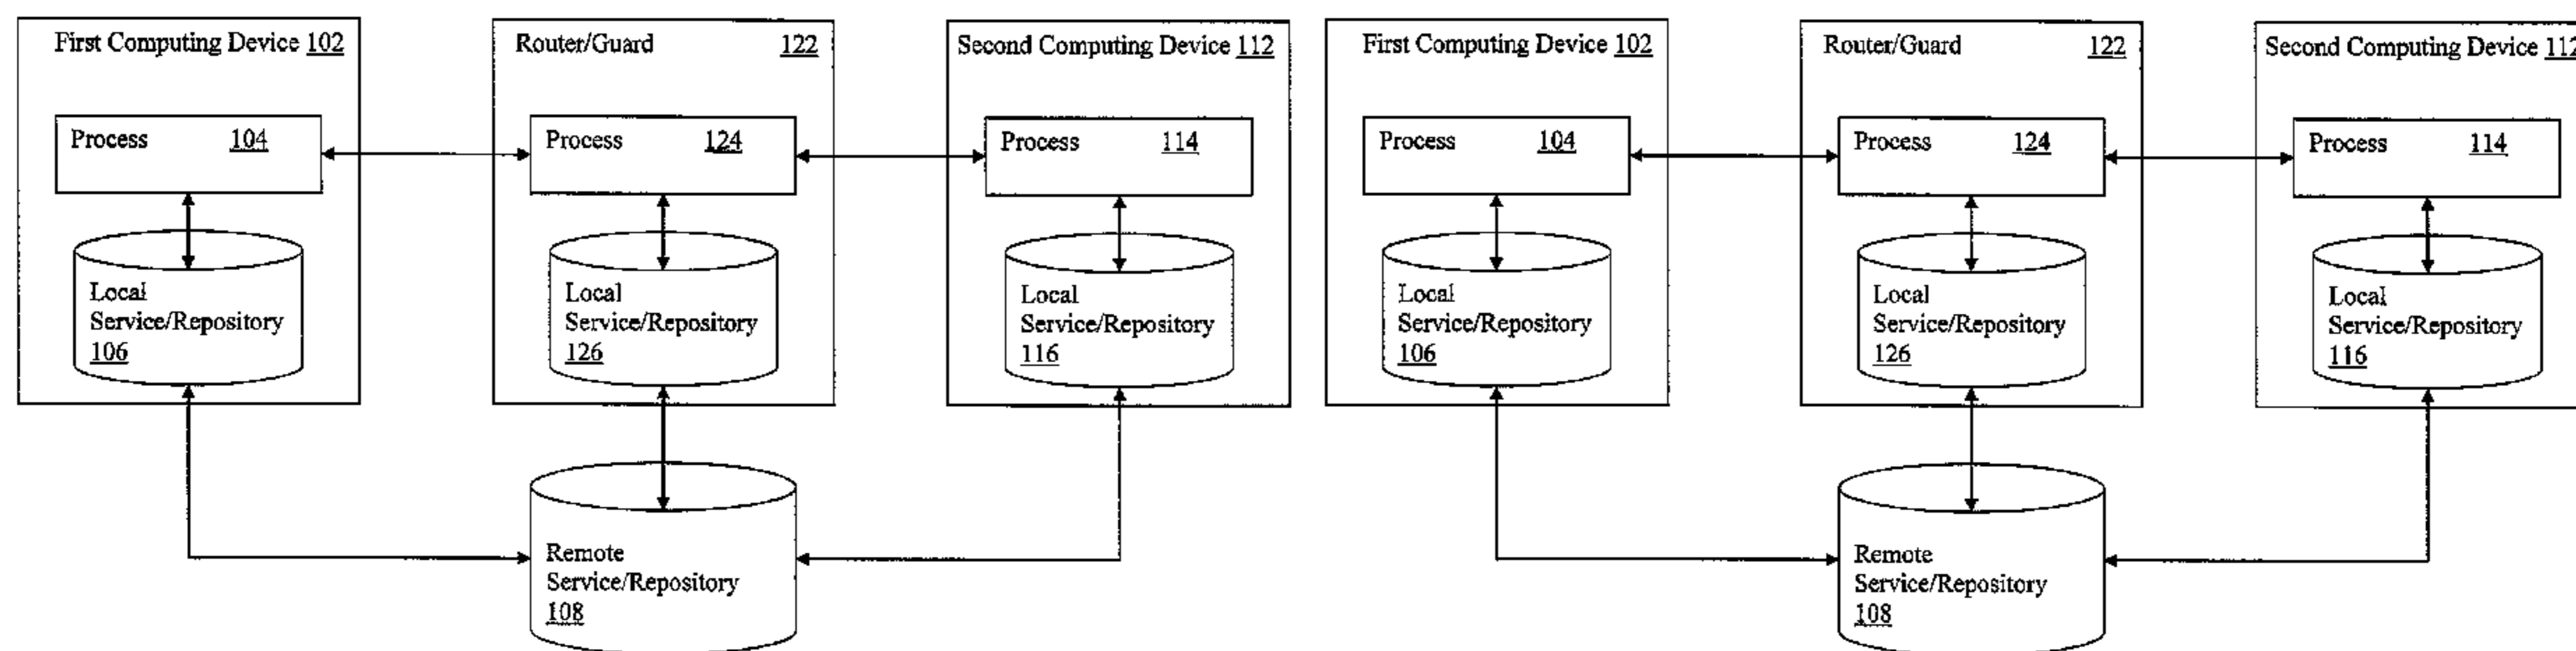 First Computing Device 102
Router/Guard 122
Second Computing Device 112
Process 104
Process 124
Process 114
Local
Service/Repository
106
Local
Service/Repository
126
Local
Service/Repository
116
Remote
Service/Repository
108
First Computing Device 102
Router/Guard 122
Second Computing Device 112
Process 104
Process 124
Process 114
Local
Service/Repository
106
Local
Service/Repository
126
Local
Service/Repository
116
Remote
Service/Repository
108